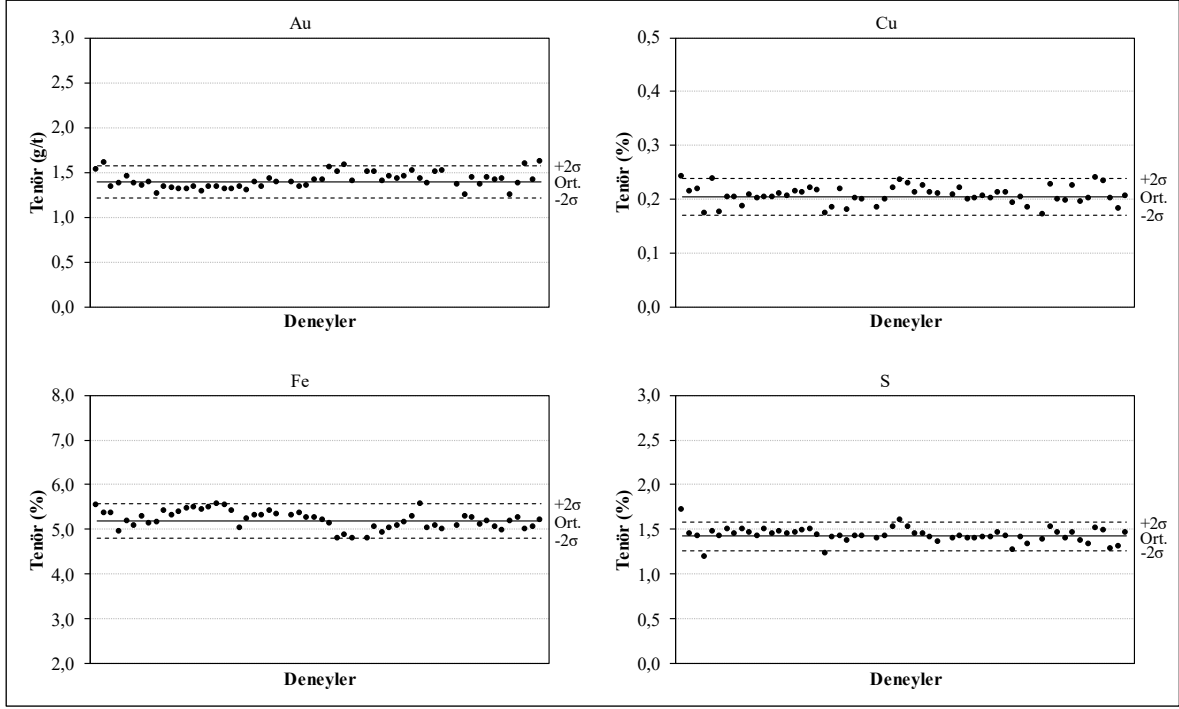 Au
3,0
2,5
2,0
1,5
1,0
0,5
0,0
Tenör (g/t)
+2σ
Ort.
-2σ
Deneyler
Cu
0,5
0,4
0,3
0,2
0,1
0,0
Tenör (%)
+2σ
Ort.
-2σ
Deneyler
Fe
8,0
7,0
6,0
5,0
4,0
3,0
2,0
Tenör (%)
+2σ
Ort.
-2σ
Deneyler
S
3,0
2,5
2,0
1,5
1,0
0,5
0,0
Tenör (%)
+2σ
Ort.
-2σ
Deneyler